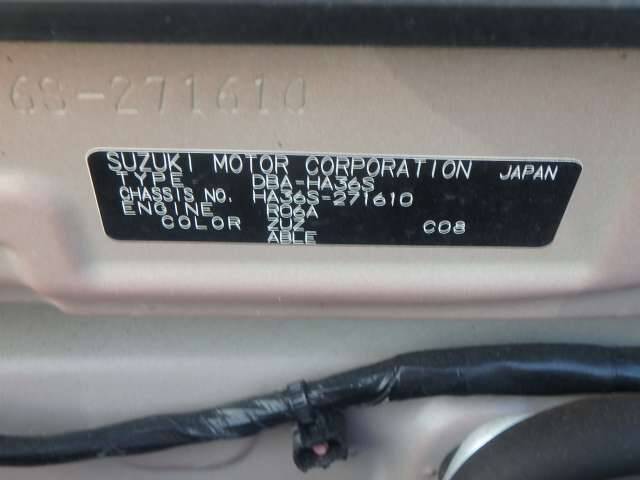 6S-271610
SUZUKI MOTOR CORPORATION JAPAN
TYPE DBA-HA36S
CHASSIS NO. HA36S-271610
ENGINE R06A
COLOR ZUZ C08
ABLE